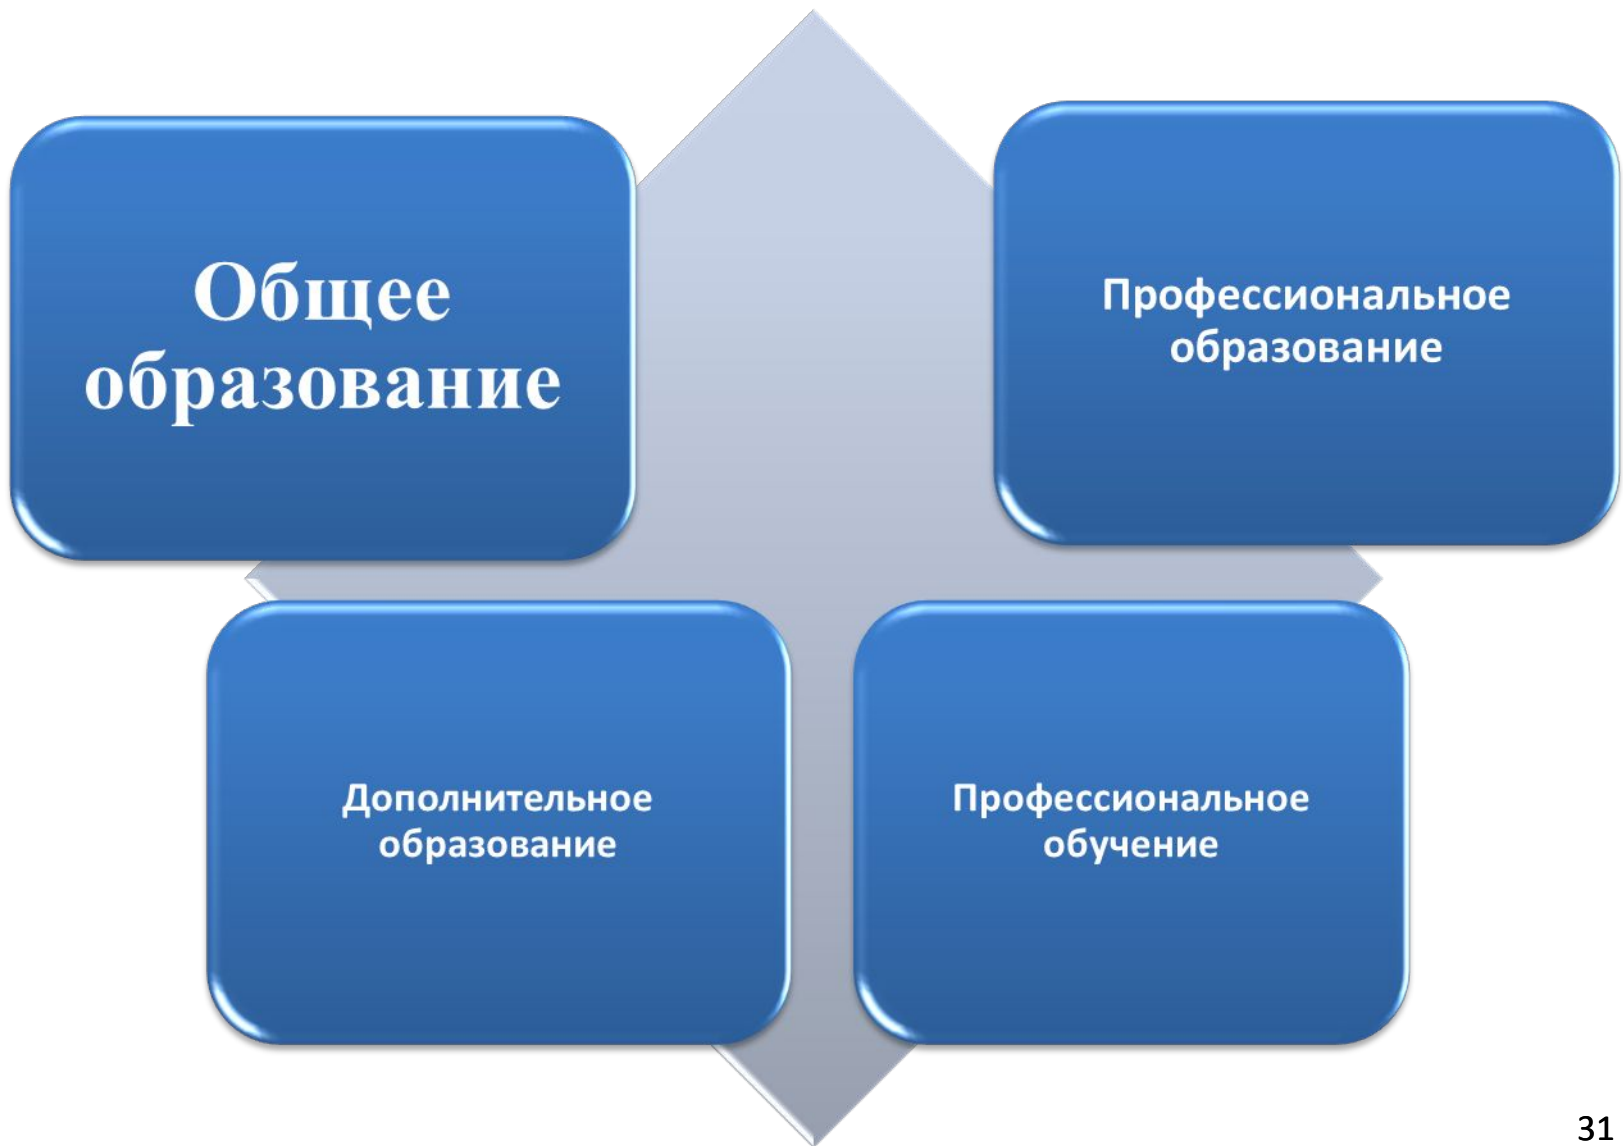 Общее
образование
Профессиональное
образование
Дополнительное
образование
Профессиональное
обучение
31